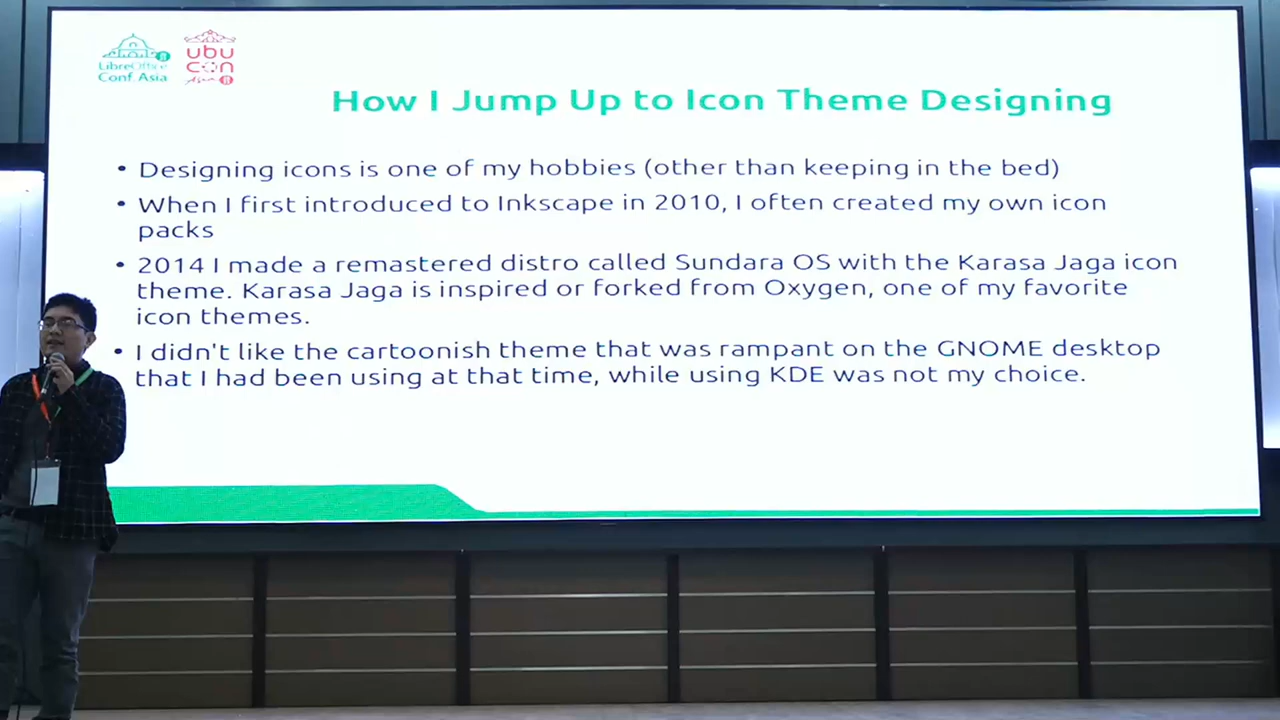 LibreOffice
Conf. Asia
ubu
con
Asia
How I Jump Up to Icon Theme Designing
• Designing icons is one of my hobbies (other than keeping in the bed)
• When I first introduced to Inkscape in 2010, I often created my own icon
packs
• 2014 I made a remastered distro called Sundara OS with the Karasa Jaga icon
theme. Karasa Jaga is inspired or forked from Oxygen, one of my favorite
icon themes.
• I didn't like the cartoonish theme that was rampant on the GNOME desktop
that I had been using at that time, while using KDE was not my choice.